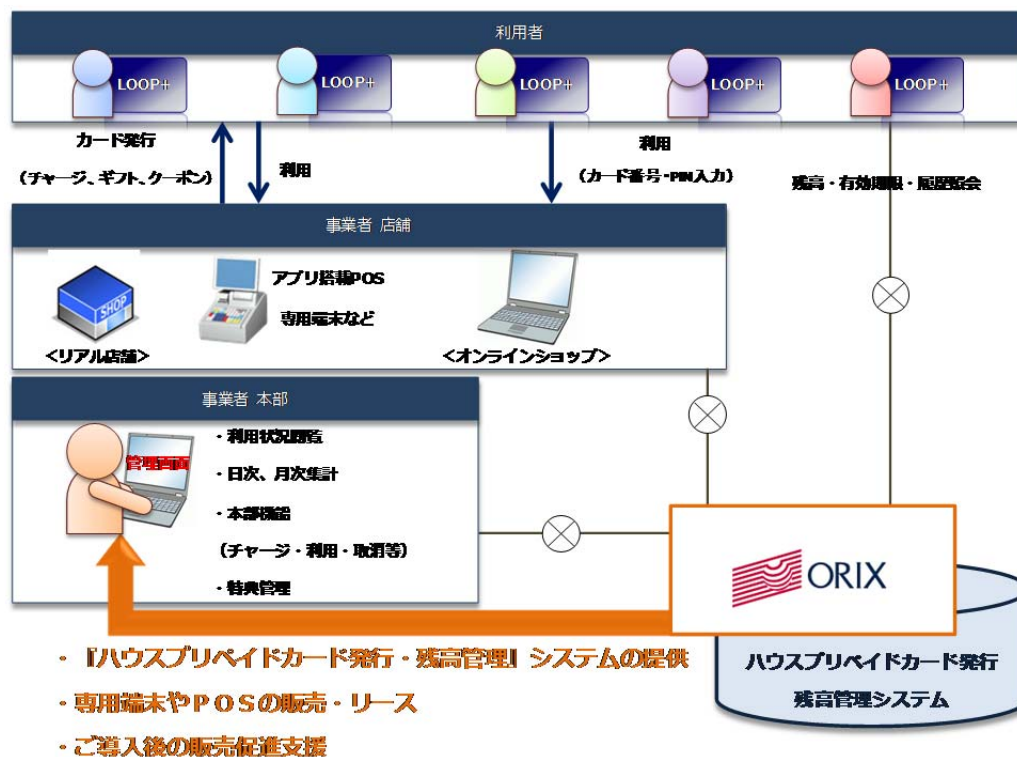 利用者
LOOP+
LOOP+
LOOP+
LOOP+
LOOP+
カード発行
（チャージ、ギフト、クーポン）
利用
利用
（カード番号・PIN入力）
残高・有効期限・履歴照会
事業者 店舗
SHOP
アプリ搭載POS
専用端末など
＜リアル店舗＞
＜オンラインショップ＞
事業者 本部
管理画面
・利用状況閲覧
・日次、月次集計
・本部機能
（チャージ・利用・取消等）
・特典管理
ORIX
ハウスプリペイドカード発行
残高管理システム
・『ハウスプリペイドカード発行・残高管理』システムの提供
・専用端末やＰＯＳの販売・リース
・ご導入後の販売促進支援